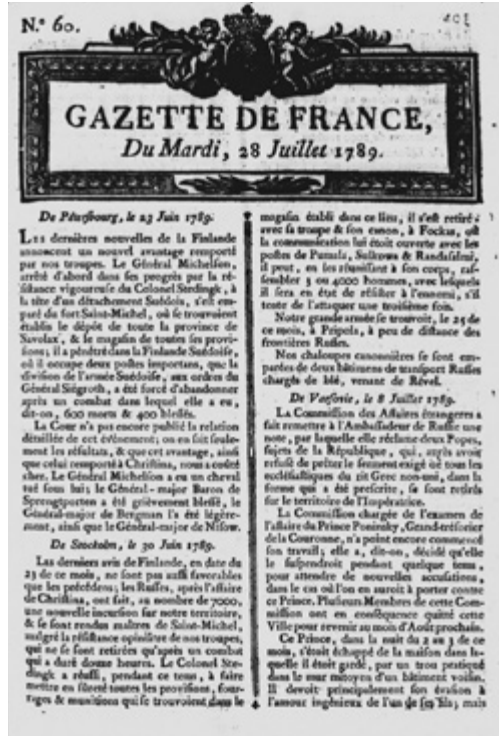 N.° 60.
GAZETTE DE FRANCE,
Du Mardi, 28 Juillet 1789.
De Pétersbourg, le 23 Juin 1789.
LES dernières nouvelles de la Finlande
annoncent un nouvel avantage remporté
par nos troupes. Le Général Michelson,
arrêté d'abord dans ses progrès par la ré-
sistance vigoureuse du Colonel Stedingk, à
la tête d'un détachement Suédois, s'est em-
paré du fort Saint-Michel, où se trouvoient
établis le dépôt de toute la province de
Savolax, & le magasin de toutes ses provi-
sions; il a pénétré dans la Finlande Suédoise,
où il occupe deux postes importans, que la
division de l'armée Suédoise, aux ordres du
Général Siégroth, a été forcé d'abandonner
après un combat dans lequel elle a eu,
dit-on, 600 morts & 400 blessés.
La Cour n'a pas encore publié la relation
détaillée de cet événement; on en sait seule-
ment les résultats, & que cet avantage, ainsi
que celui remporté à Christina, nous a coûté
cher. Le Général Michelson a eu un cheval
tué sous lui; le Général-major Baron de
Sprengtporten a été grièvement blessé, le
Général-major de Bergman l'a été légère-
ment, ainsi que le Général-major de
De Stockolm, le 30 Juin 1789.
Les derniers avis de Finlande, en date du
23 de ce mois, ne sont pas aussi favorables
que les précédens; les Russes, après l'affaire
de Christina, ont fait, au nombre de 7000,
une nouvelle incursion sur notre territoire,
& se sont rendus maîtres de Saint-Michel,
malgré la résistance opiniâtre de nos troupes,
qui ne se sont retirées qu'après un combat
qui a duré douze heures. Le Colonel Ste-
dingk a réussi, pendant ce tems, à faire
mettre en sûreté toutes les provisions, four-
rages & munitions qui se trouvoient dans le
magasin établi dans ce lieu, il s'est retiré
avec sa troupe & son canon, à Fockas, où
la communication lui étoit ouverte avec les
postes de Pumala, Sulkowa & Randasalmi,
il peut, en les réunissant à son corps, ras-
sembler 3 ou 4000 hommes, avec lesquels
il sera en état de résister à l'ennemi, s'il
tente de l'attaquer une troisième fois.
Notre grande armée se trouvoit, le 25 de
ce mois, à Pripola, à peu de distance des
frontières Russes.
Nos chaloupes canonnières se sont em-
parées de deux bâtimens de transport Russes
chargés de blé, venant de Révél.
De Varsovie, le 8 Juillet 1789.
LA Commission des Affaires étrangeres a
fait remettre à l'Ambassadeur de Russie une
note, par laquelle elle réclame deux Popes,
sujets de la République, qui, après avoir
refusé de prêter le serment exigé de tous les
ecclésiastiques du rit Grec non-uni, dans la
forme qui a été prescrite, se sont retirés
sur le territoire de l'Impératrice.
La Commission chargée de l'examen de
l'affaire du Prince Poninsky, Grand-trésorier
de la Couronne, n'a point encore commencé
son travail; elle a, dit-on, décidé qu'elle
le suspendroit pendant quelque tems,
pour attendre de nouvelles accusations,
dans le cas où l'on en auroit à porter contre
ce Prince. Plusieurs Membres de cette Com-
mission ont en conséquence quitté cette
Ville pour revenir au mois d'Août prochain.
Ce Prince, dans la nuit du 2 au 3 de ce
mois, s'étoit échappé de la maison dans la-
quelle il étoit gardé, par un trou pratiqué
dans le mur mitoyen d'un bâtiment voisin.
Il devoit principalement son évasion à
l'amour ingénieux de l'un de ses fils; mais